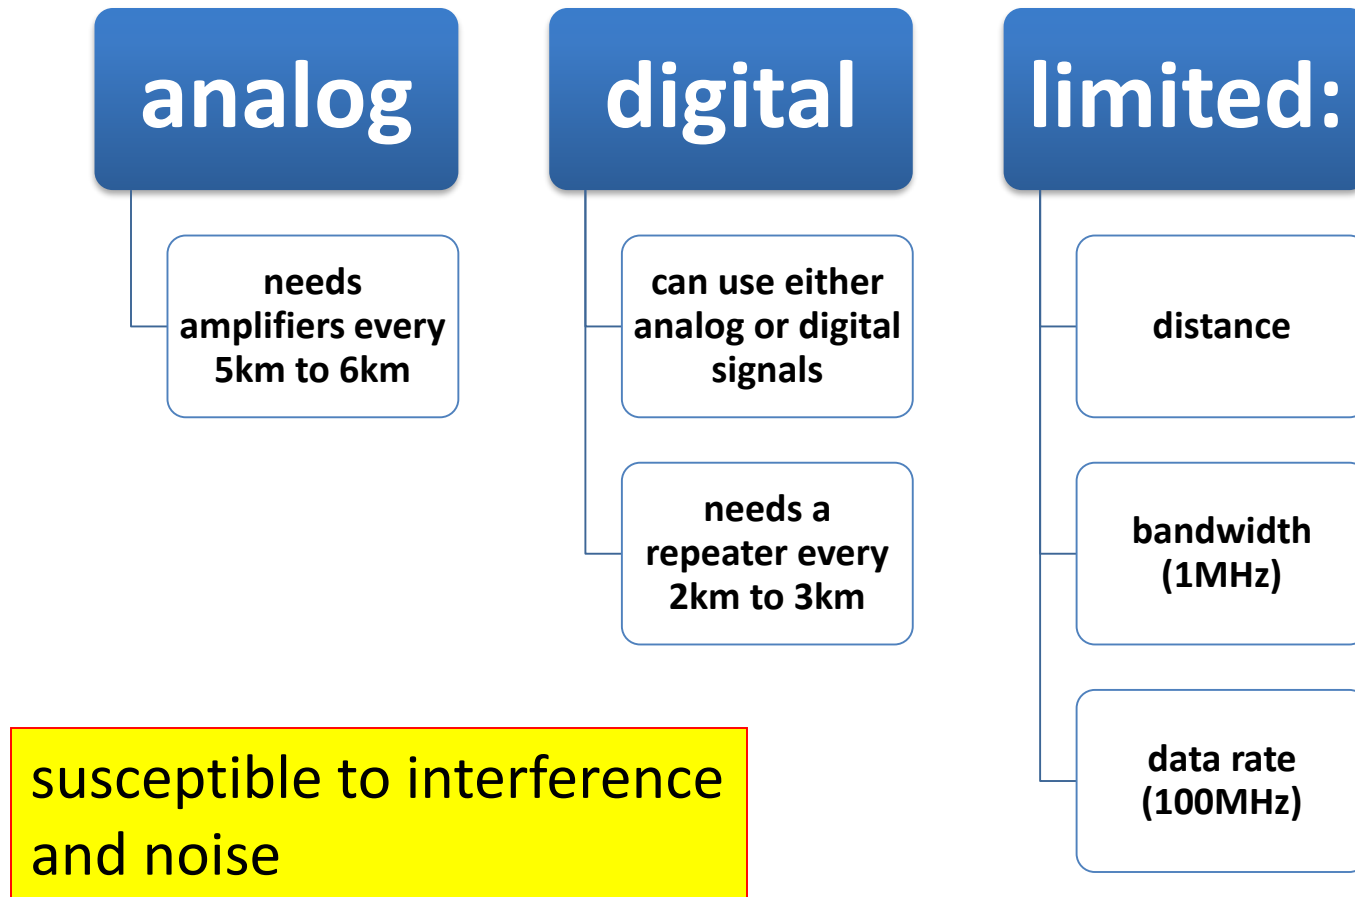 analog
needs
amplifiers every
5km to 6km
digital
can use either
analog or digital
signals
needs a
repeater every
2km to 3km
limited:
distance
bandwidth
(1MHz)
data rate
(100MHz)
susceptible to interference
and noise